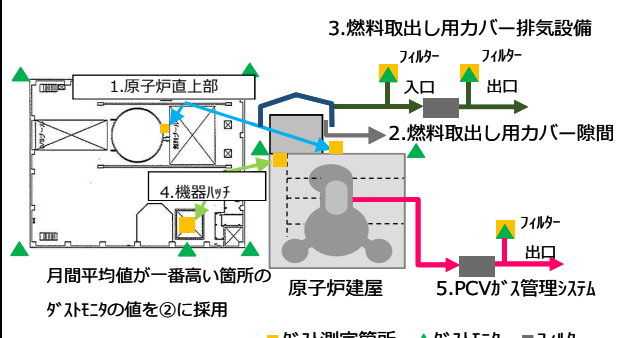 3.燃料取出し用カバー排気設備
フィルター
フィルター
入口
出口
1.原子炉直上部
2.燃料取出し用カバー隙間
4.機器ハッチ
フィルター
出口
月間平均値が一番高い箇所の
ダストモニタの値を②に採用
原子炉建屋
5.PCVガス管理システム